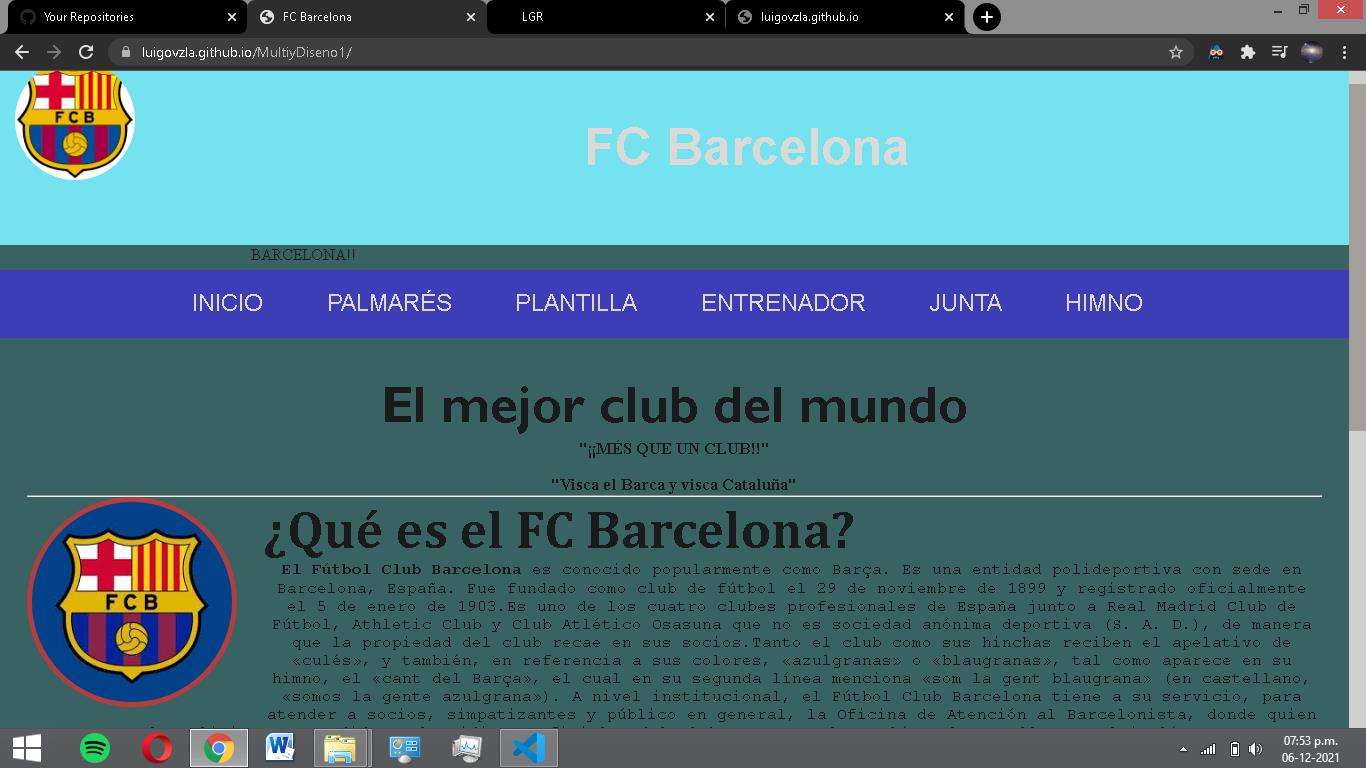 Your Repositories
FC Barcelona
LGR
luigovzla.github.io
luigovzla.github.io/MultiyDiseno1/
FCB
FC Barcelona
BARCELONA!!
INICIO PALMARÉS PLANTILLA ENTRENADOR JUNTA HIMNO
El mejor club del mundo
"¡¡MÉS QUE UN CLUB!!"
"Visca el Barca y visca Cataluña"
FCB
¿Qué es el FC Barcelona?
El Fútbol Club Barcelona es conocido popularmente como Barça. Es una entidad polideportiva con sede en
Barcelona, España. Fue fundado como club de fútbol el 29 de noviembre de 1899 y registrado oficialmente
el 5 de enero de 1903.Es uno de los cuatro clubes profesionales de España junto a Real Madrid Club de
Fútbol, Athletic Club y Club Atlético Osasuna que no es sociedad anónima deportiva (S. A. D.), de manera
que la propiedad del club recae en sus socios.Tanto el club como sus hinchas reciben el apelativo de
«culés», y también, en referencia a sus colores, «azulgranas» o «blaugranas», tal como aparece en su
himno, el «cant del Barça», el cual en su segunda línea menciona «som la gent blaugrana» (en castellano,
«somos la gente azulgrana»). A nivel institucional, el Fútbol Club Barcelona tiene a su servicio, para
atender a socios, simpatizantes y público en general, la Oficina de Atención al Barcelonista, donde quien
07:53 p.m.
06-12-2021